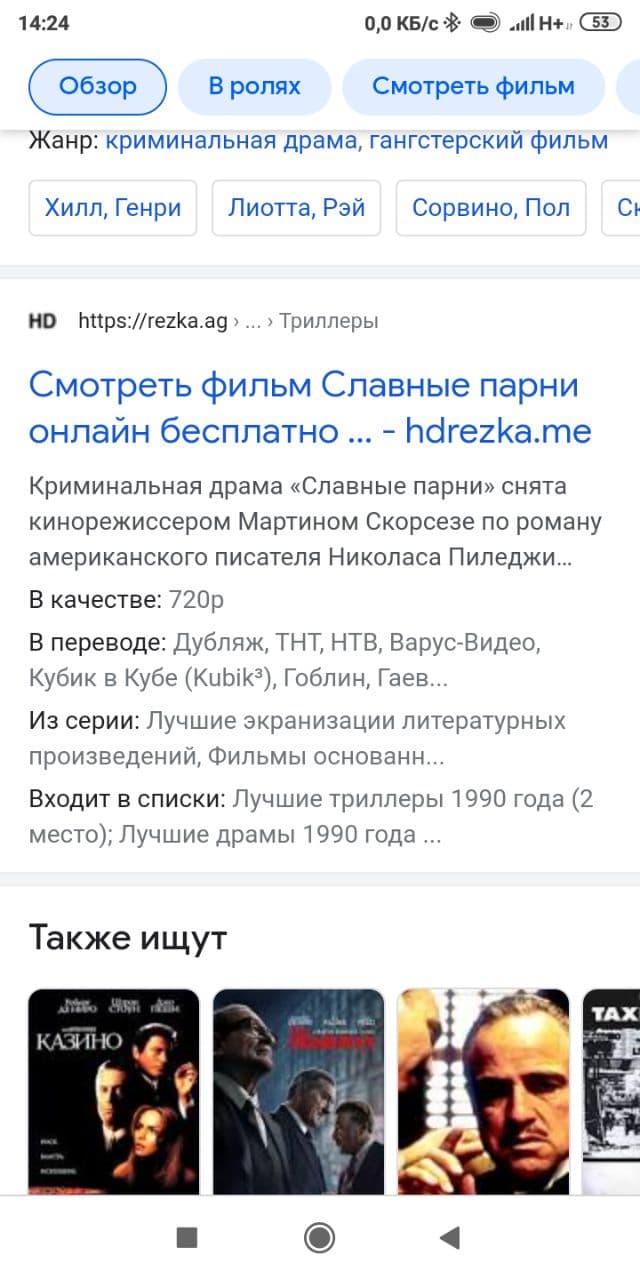 14:24
0,0 КБ/с
H+
53
Обзор
В ролях
Смотреть фильм
Жанр: криминальная драма, гангстерский фильм
Хилл, Генри
Лиотта, Рэй
Сорвино, Пол
Ск
HD
https://rezka.ag › ... › Триллеры
Смотреть фильм Славные парни
онлайн бесплатно ... - hdrezka.me
Криминальная драма «Славные парни» снята
кинорежиссером Мартином Скорсезе по роману
американского писателя Николаса Пиледжи...
В качестве: 720p
В переводе: Дубляж, ТНТ, НТВ, Варус-Видео,
Кубик в Кубе (Kubik³), Гоблин, Гаев...
Из серии: Лучшие экранизации литературных
произведений, Фильмы основанн...
Входит в списки: Лучшие триллеры 1990 года (2
место); Лучшие драмы 1990 года ...
Также ищут
КАЗИНО
TAXI